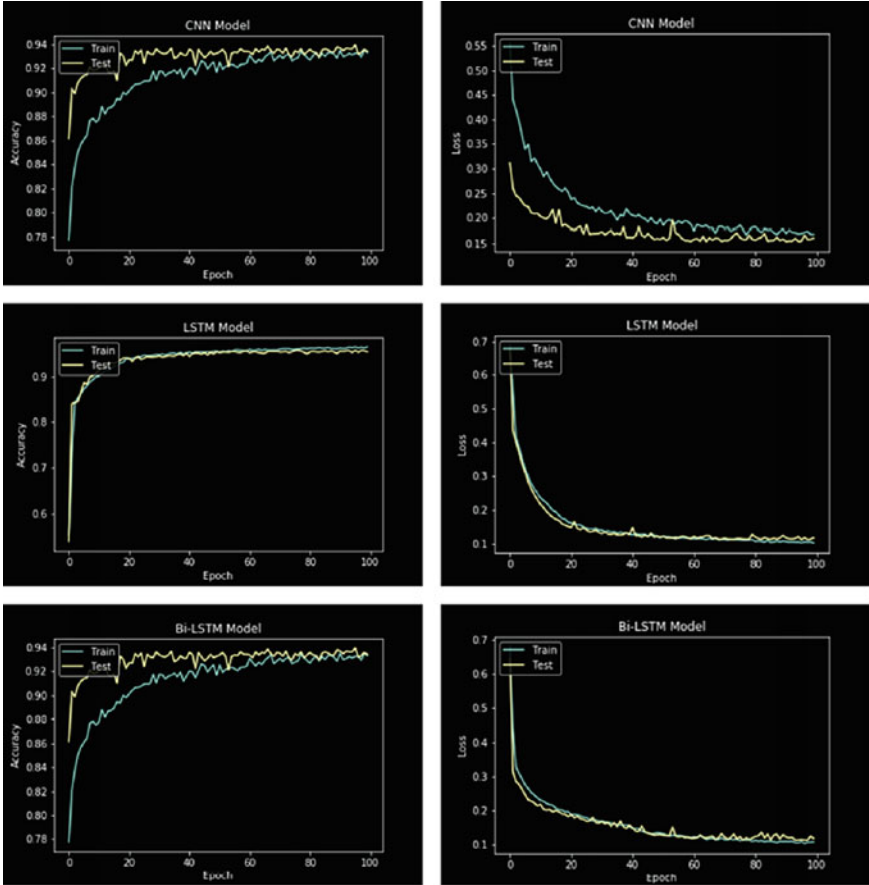 CNN Model
Train
Test
0.94
0.92
0.90
0.88
0.86
0.84
0.82
0.80
0.78
Accuracy
0 20 40 60 80 100
Epoch
CNN Model
Train
Test
0.55
0.50
0.45
0.40
0.35
0.30
0.25
0.20
0.15
Loss
0 20 40 60 80 100
Epoch
LSTM Model
Train
Test
0.9
0.8
0.7
0.6
Accuracy
0 20 40 60 80 100
Epoch
LSTM Model
Train
Test
0.7
0.6
0.5
0.4
0.3
0.2
0.1
Loss
0 20 40 60 80 100
Epoch
Bi-LSTM Model
Train
Test
0.94
0.92
0.90
0.88
0.86
0.84
0.82
0.80
0.78
Accuracy
0 20 40 60 80 100
Epoch
Bi-LSTM Model
Train
Test
0.7
0.6
0.5
0.4
0.3
0.2
0.1
Loss
0 20 40 60 80 100
Epoch